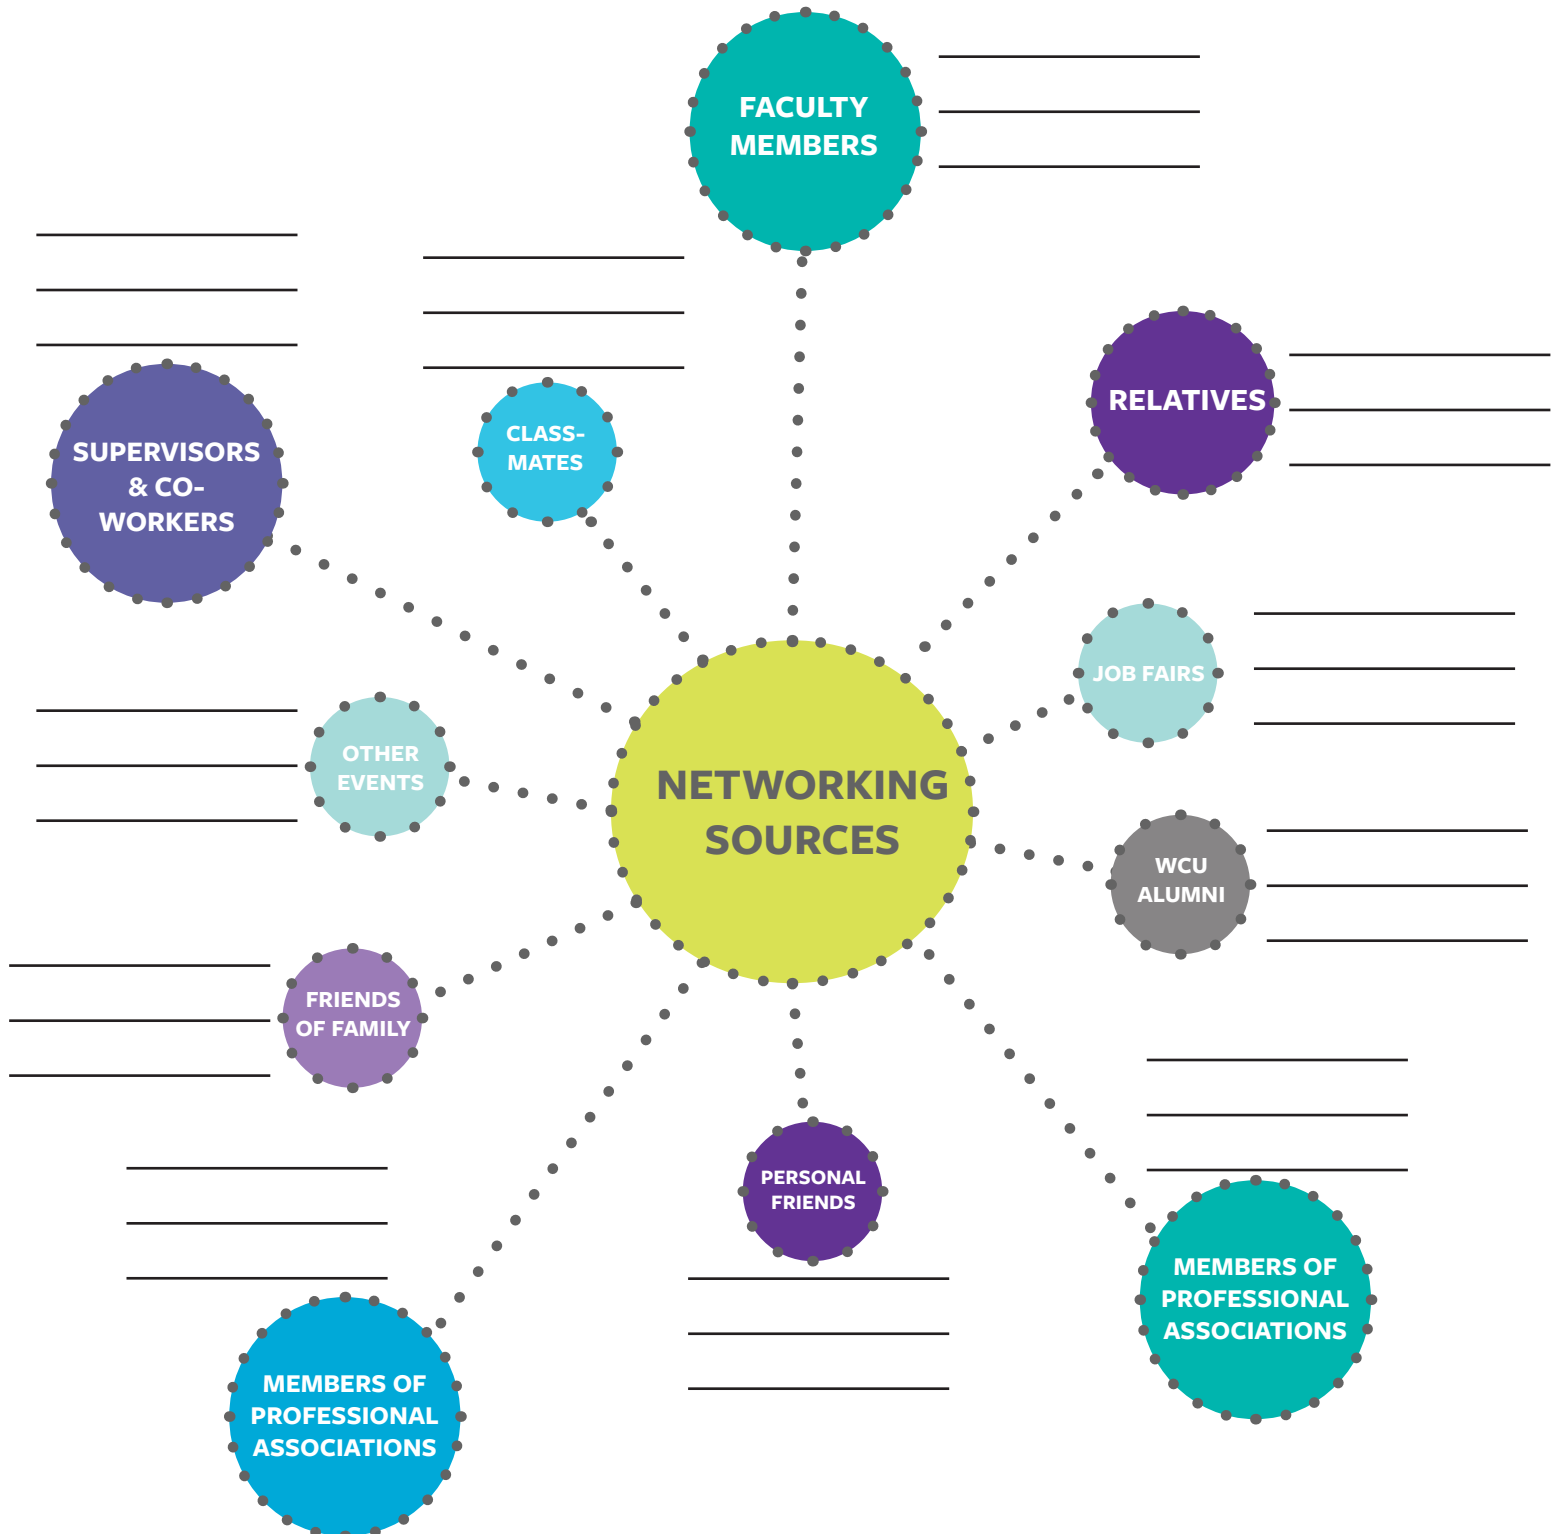 FACULTY
MEMBERS
RELATIVES
CLASS-
MATES
SUPERVISORS
& CO-
WORKERS
JOB FAIRS
OTHER
EVENTS
NETWORKING
SOURCES
WCU
ALUMNI
FRIENDS
OF FAMILY
PERSONAL
FRIENDS
MEMBERS OF
PROFESSIONAL
ASSOCIATIONS
MEMBERS OF
PROFESSIONAL
ASSOCIATIONS